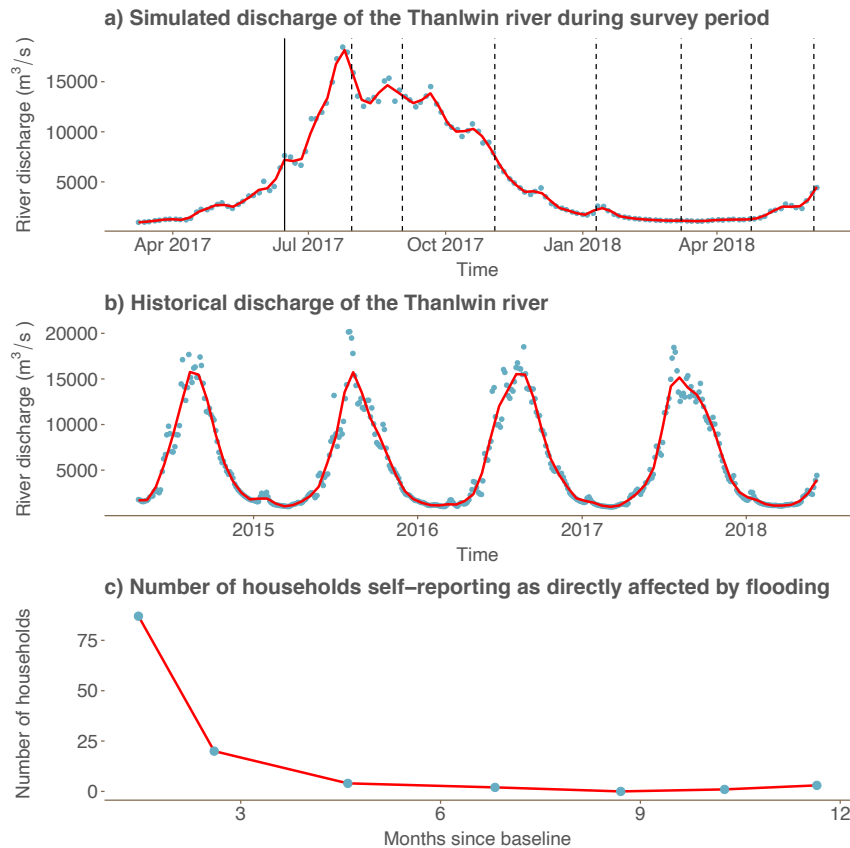 a) Simulated discharge of the Thanlwin river during survey period
River discharge (m³/s )
15000
10000
5000
Apr 2017
Jul 2017
Oct 2017
Jan 2018
Apr 2018
Time
b) Historical discharge of the Thanlwin river
River discharge (m³/s )
20000
15000
10000
5000
2015
2016
2017
2018
Time
c) Number of households self−reporting as directly affected by flooding
Number of households
75
50
25
0
3
6
9
12
Months since baseline